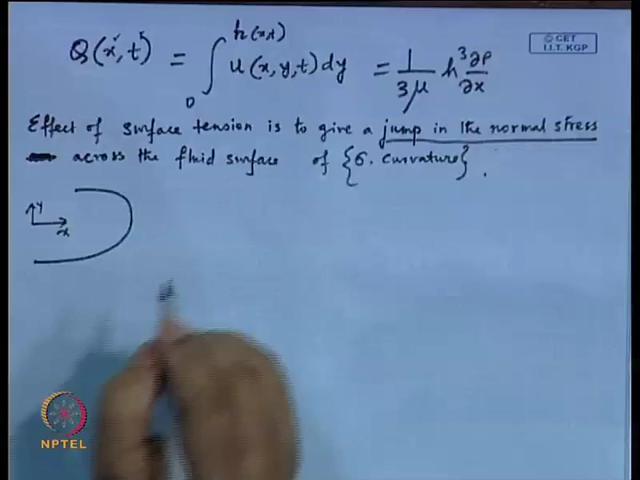 Q(x,t) = ∫₀^{h(x,t)} u(x,y,t) dy = 1/3μ h³ ∂p/∂x
© CET
I.I.T. KGP
Effect of surface tension is to give a jump in the normal stress
across the fluid surface of {σ. curvature}.
y
x
NPTEL